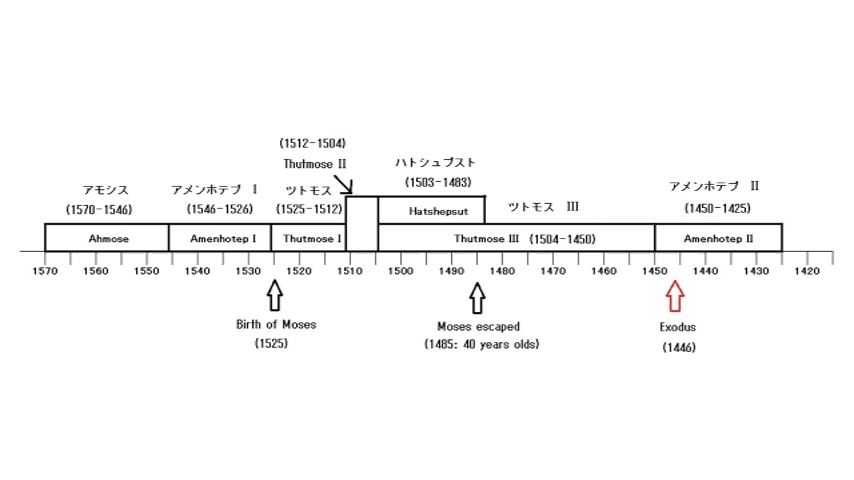 (1512-1504)
Thutmose II
ハトシュプスト
(1503-1483)
アモシス
(1570-1546)
アメンホテプ I
(1546-1526)
ツトモス
(1525-1512)
ツトモス III
アメンホテプ II
(1450-1425)
Ahmose
Amenhotep I
Thutmose I
Hatshepsut
Thutmose III (1504-1450)
Amenhotep II
1570 1560 1550 1540 1530 1520 1510 1500 1490 1480 1470 1460 1450 1440 1430 1420
Birth of Moses
(1525)
Moses escaped
(1485: 40 years olds)
Exodus
(1446)